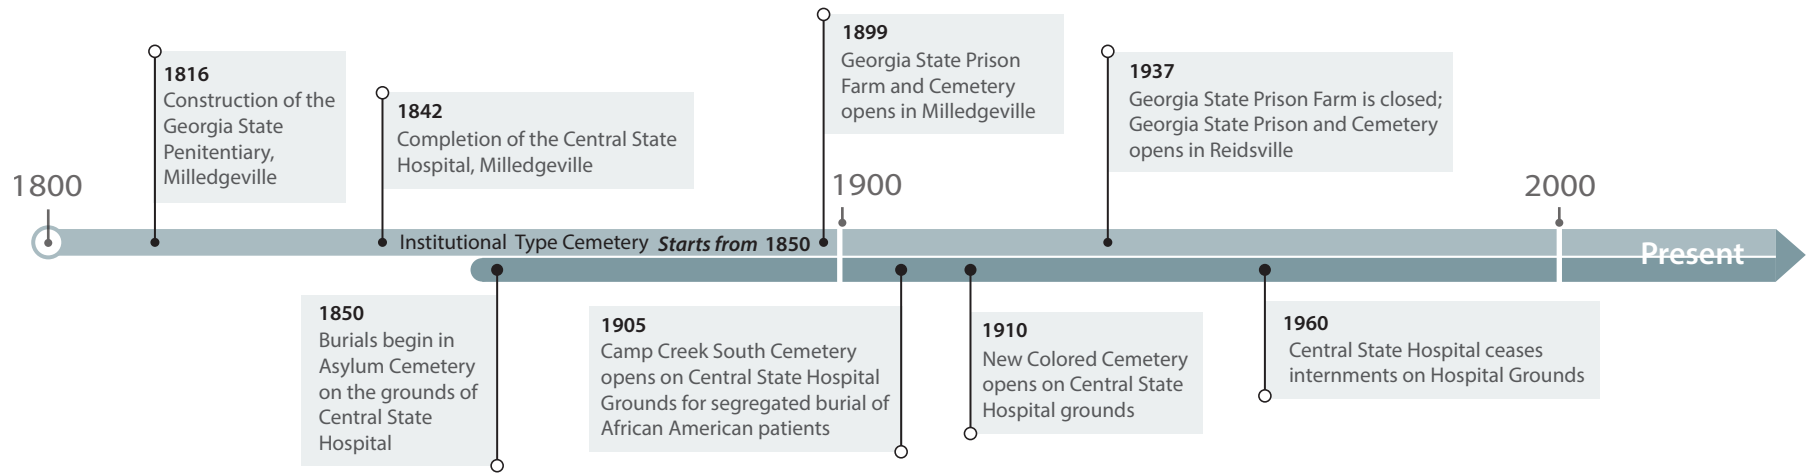 1800
1816
Construction of the
Georgia State
Penitentiary,
Milledgeville
1842
Completion of the Central State
Hospital, Milledgeville
1899
Georgia State Prison
Farm and Cemetery
opens in Milledgeville
1900
1937
Georgia State Prison Farm is closed;
Georgia State Prison and Cemetery
opens in Reidsville
2000
Institutional Type Cemetery Starts from 1850
Present
1850
Burials begin in
Asylum Cemetery
on the grounds of
Central State
Hospital
1905
Camp Creek South Cemetery
opens on Central State Hospital
Grounds for segregated burial of
African American patients
1910
New Colored Cemetery
opens on Central State
Hospital grounds
1960
Central State Hospital ceases
internments on Hospital Grounds